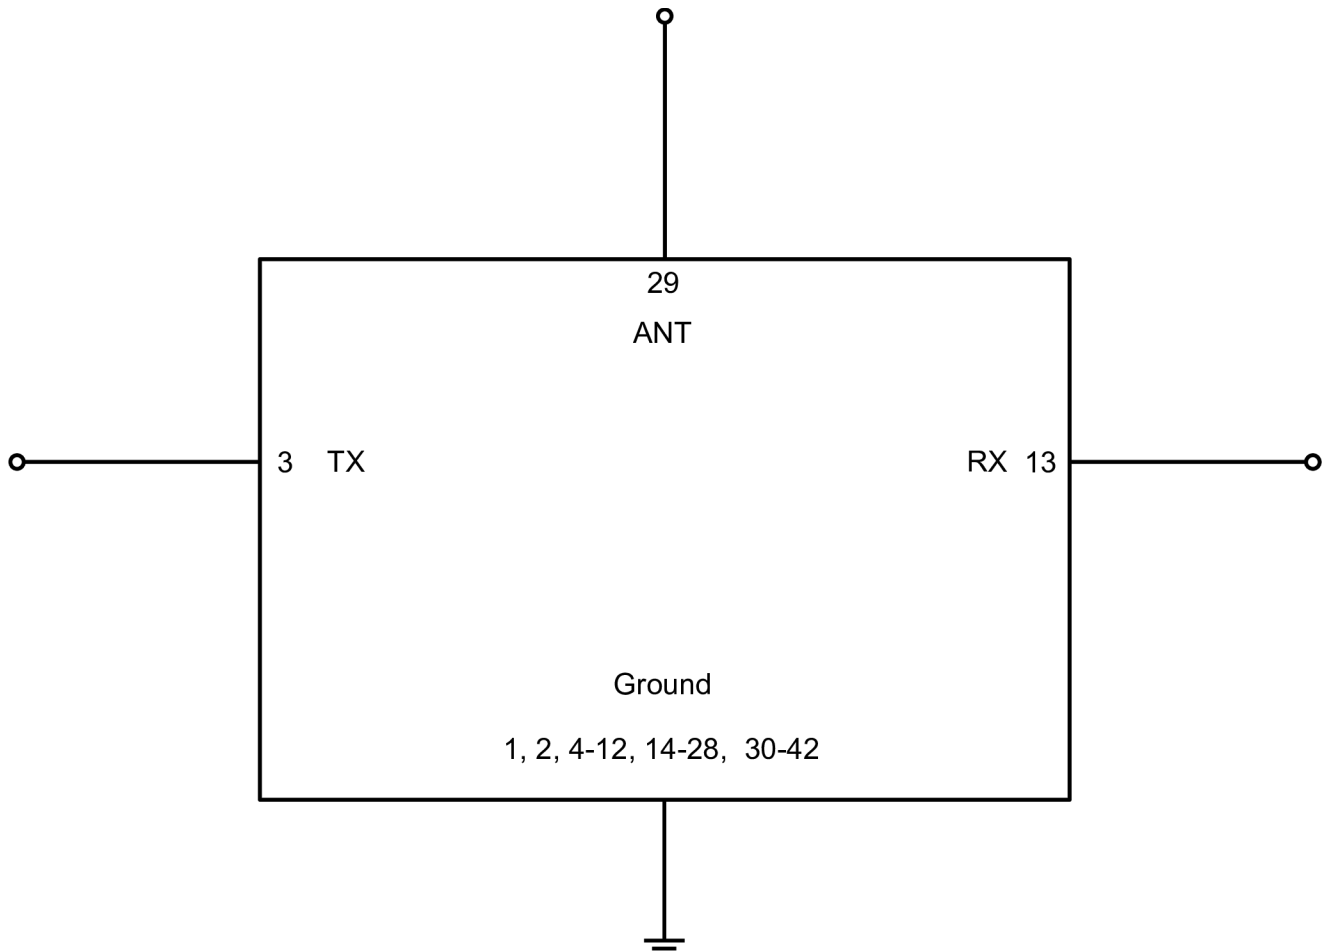 29
ANT
3 TX RX 13
Ground
1, 2, 4-12, 14-28, 30-42